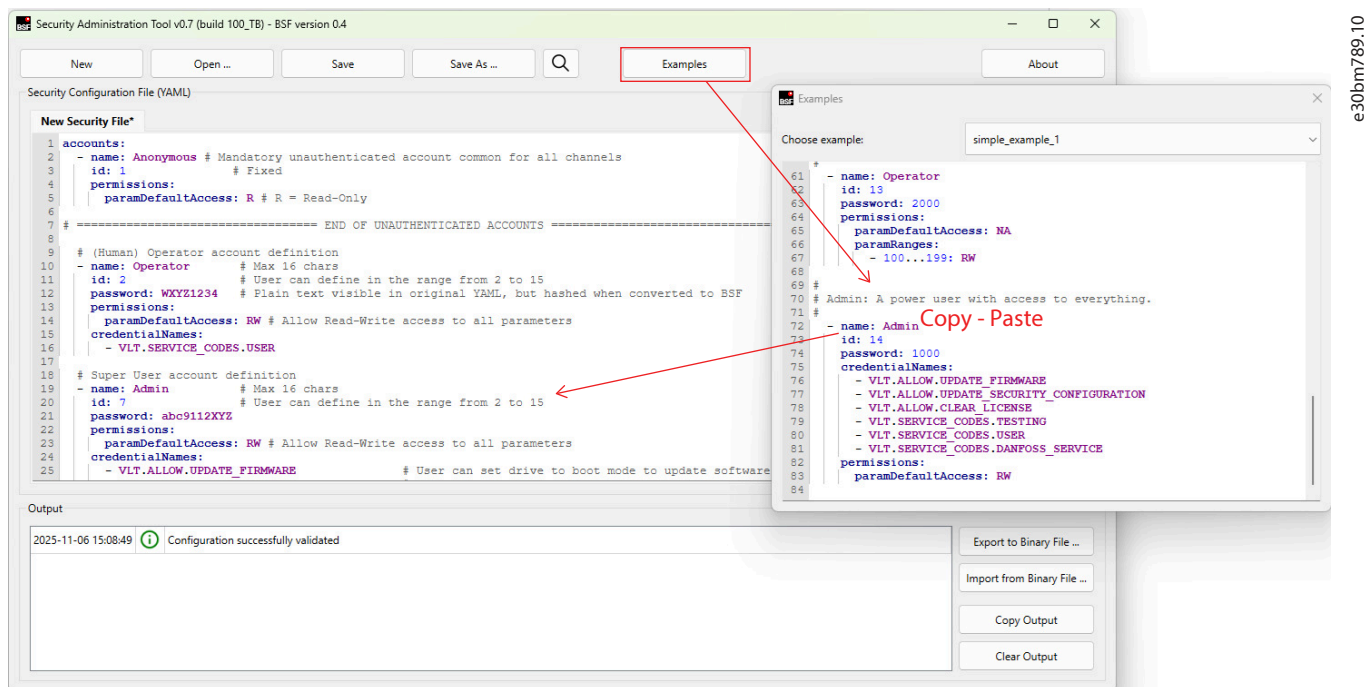 BSF Security Administration Tool v0.7 (build 100_TB) - BSF version 0.4
New Open ... Save Save As ... Examples About
Security Configuration File (YAML)
New Security File*
1 accounts:
2 - name: Anonymous # Mandatory unauthenticated account common for all channels
3 id: 1 # Fixed
4 permissions:
5 paramDefaultAccess: R # R = Read-Only
6
7 # ================================== END OF UNAUTHENTICATED ACCOUNTS ===============================
8
9 # (Human) Operator account definition
10 - name: Operator # Max 16 chars
11 id: 2 # User can define in the range from 2 to 15
12 password: WXYZ1234 # Plain text visible in original YAML, but hashed when converted to BSF
13 permissions:
14 paramDefaultAccess: RW # Allow Read-Write access to all parameters
15 credentialNames:
16 - VLT.SERVICE_CODES.USER
17
18 # Super User account definition
19 - name: Admin # Max 16 chars
20 id: 7 # User can define in the range from 2 to 15
21 password: abc9112XYZ
22 permissions:
23 paramDefaultAccess: RW # Allow Read-Write access to all parameters
24 credentialNames:
25 - VLT.ALLOW.UPDATE_FIRMWARE # User can set drive to boot mode to update software
BSF Examples
Choose example: simple_example_1
#
61 - name: Operator
62 id: 13
63 password: 2000
64 permissions:
65 paramDefaultAccess: NA
66 paramRanges:
67 - 100...199: RW
68
69 #
70 # Admin: A power user with access to everything.
71 #
72 - name: Admin
Copy - Paste
73 id: 14
74 password: 1000
75 credentialNames:
76 - VLT.ALLOW.UPDATE_FIRMWARE
77 - VLT.ALLOW.UPDATE_SECURITY_CONFIGURATION
78 - VLT.ALLOW.CLEAR_LICENSE
79 - VLT.SERVICE_CODES.TESTING
80 - VLT.SERVICE_CODES.USER
81 - VLT.SERVICE_CODES.DANFOSS_SERVICE
82 permissions:
83 paramDefaultAccess: RW
84
Output
2025-11-06 15:08:49 Configuration successfully validated
Export to Binary File ...
Import from Binary File ...
Copy Output
Clear Output
e30bm789.10